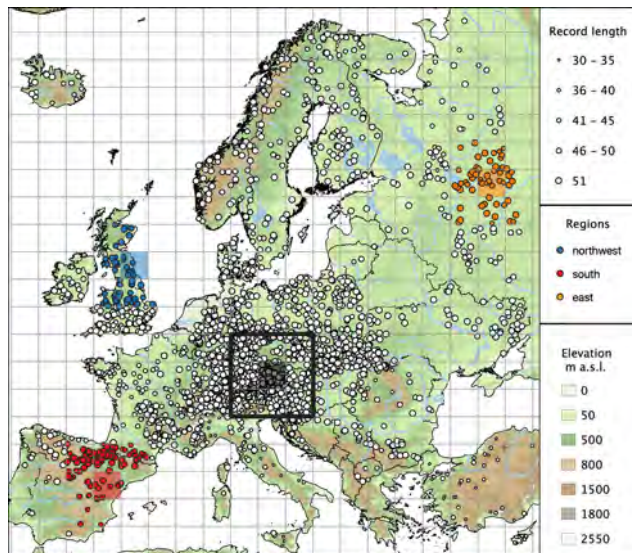 Record length
30 – 35
36 – 40
41 – 45
46 – 50
51
Regions
northwest
south
east
Elevation
m a.s.l.
0
50
500
800
1500
1800
2550